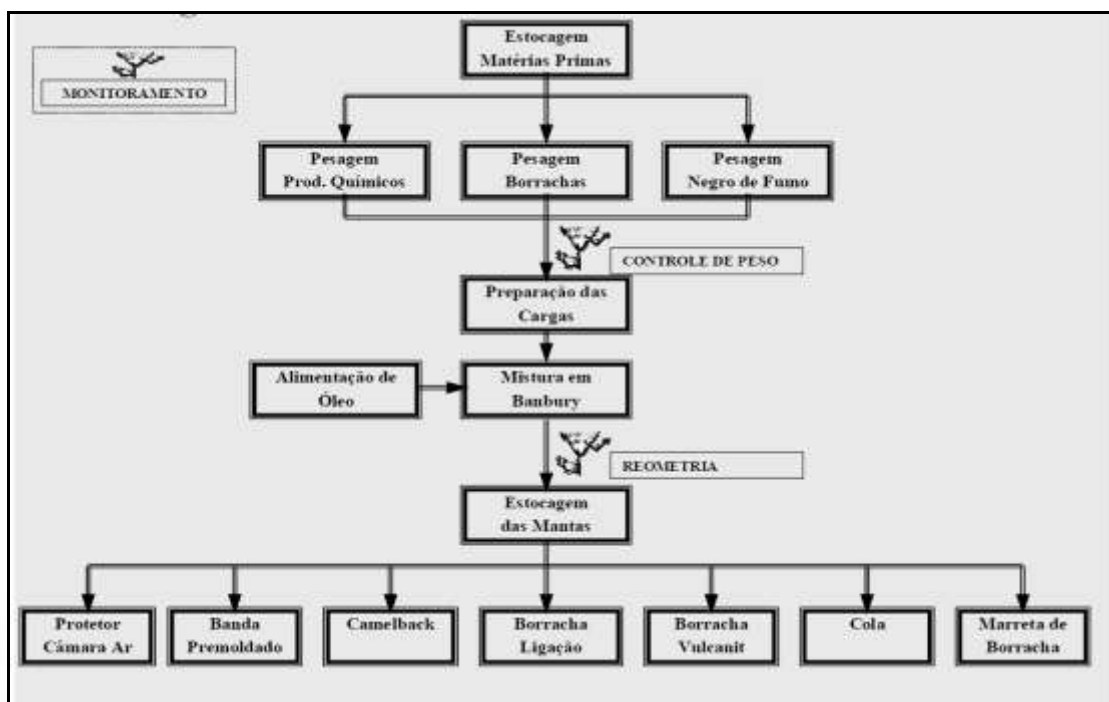 Estocagem
Matérias Primas
MONITORAMENTO
Pesagem
Prod. Químicos
Pesagem
Borrachas
Pesagem
Negro de Fumo
CONTROLE DE PESO
Preparação das
Cargas
Alimentação de
Óleo
Mistura em
Banbury
REOMETRIA
Estocagem
das Mantas
Protetor
Câmara Ar
Banda
Premoldado
Camelback
Borracha
Ligação
Borracha
Vulcanit
Cola
Marreta de
Borracha